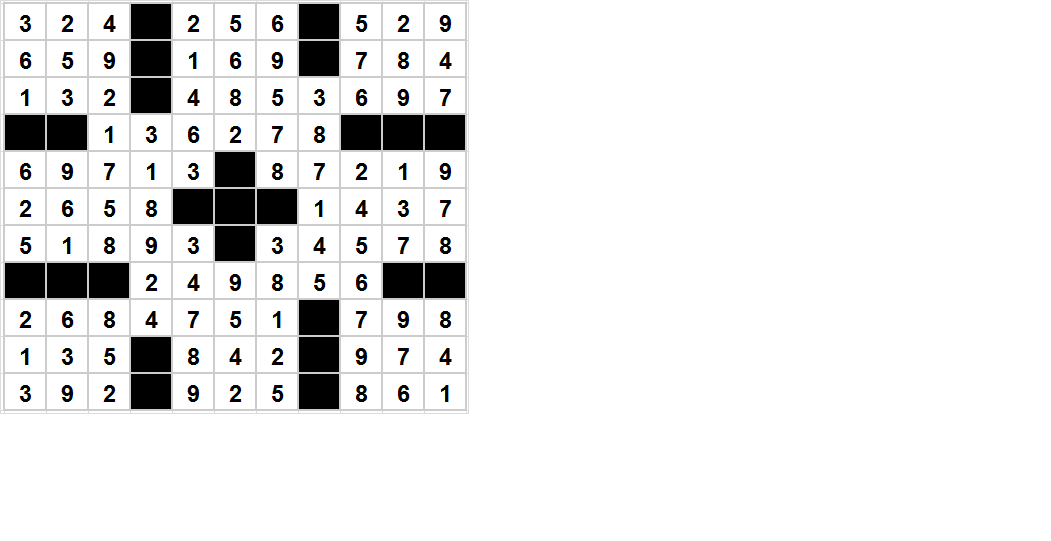 3 2 4 2 5 6 5 2 9
6 5 9 1 6 9 7 8 4
1 3 2 4 8 5 3 6 9 7
1 3 6 2 7 8
6 9 7 1 3 8 7 2 1 9
2 6 5 8 1 4 3 7
5 1 8 9 3 3 4 5 7 8
2 4 9 8 5 6
2 6 8 4 7 5 1 7 9 8
1 3 5 8 4 2 9 7 4
3 9 2 9 2 5 8 6 1